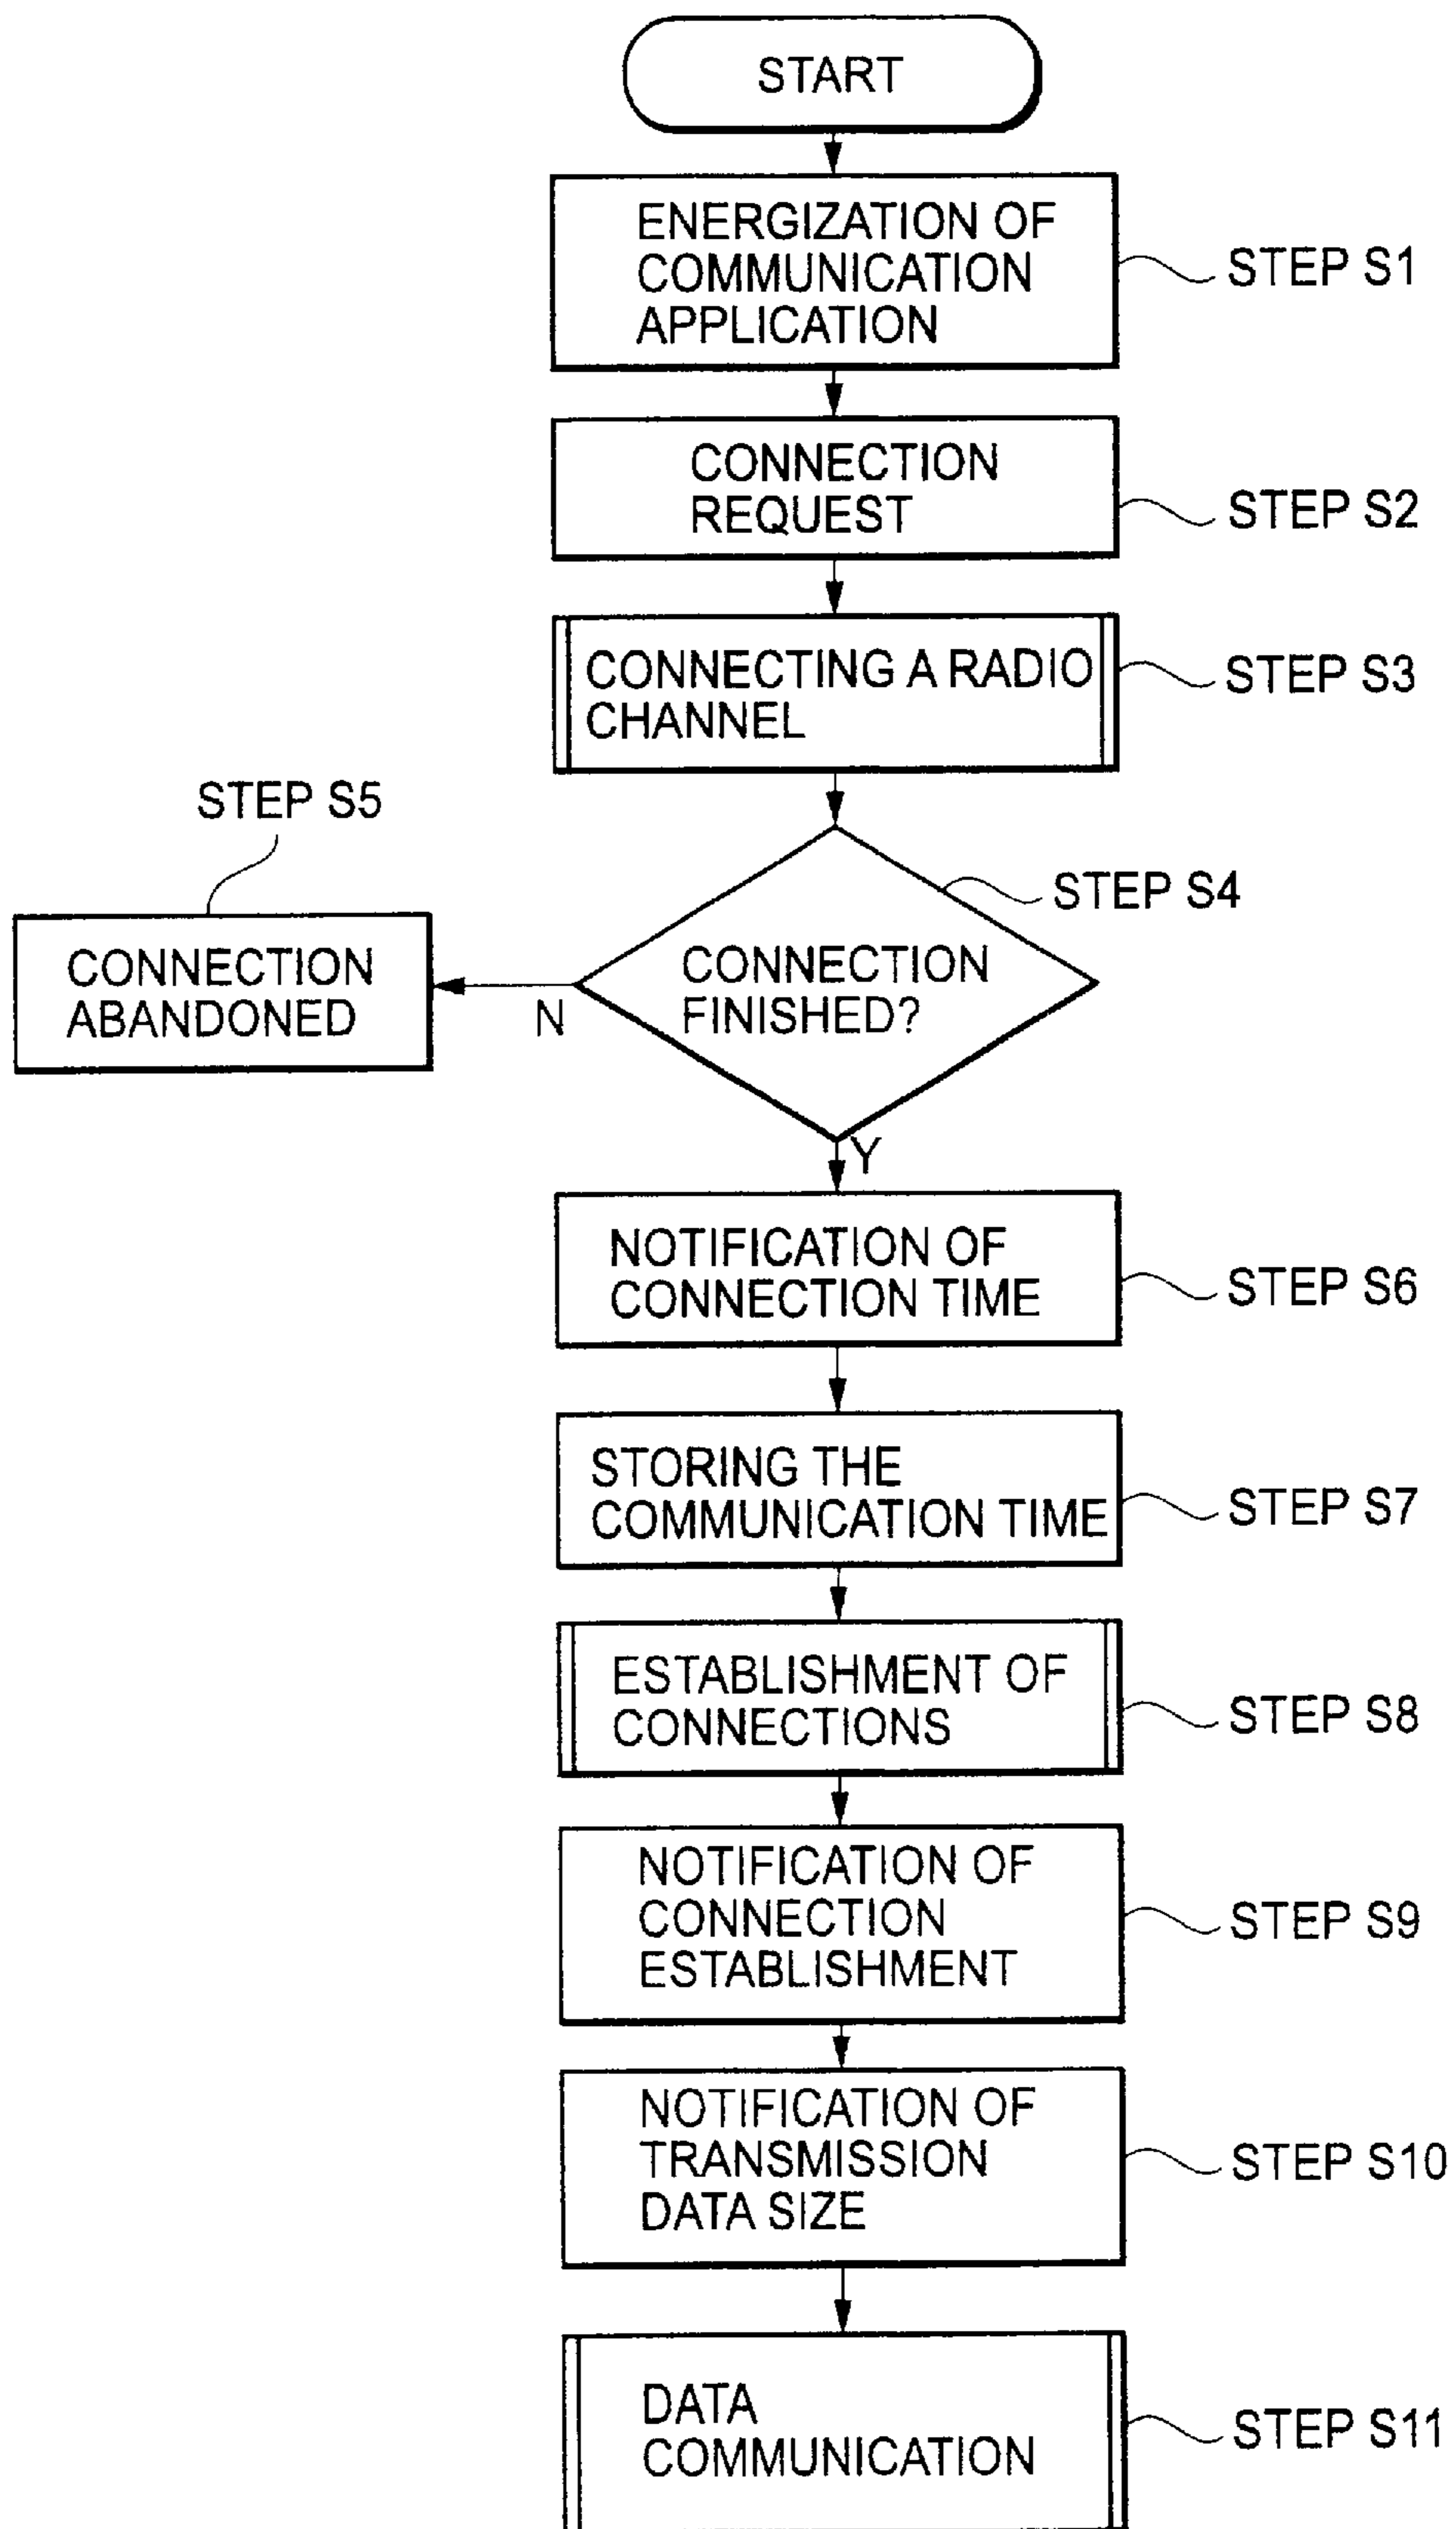 START
ENERGIZATION OF
COMMUNICATION
APPLICATION
STEP S1
CONNECTION
REQUEST
STEP S2
CONNECTING A RADIO
CHANNEL
STEP S3
STEP S5
STEP S4
CONNECTION
ABANDONED
N
CONNECTION
FINISHED?
Y
NOTIFICATION OF
CONNECTION TIME
STEP S6
STORING THE
COMMUNICATION TIME
STEP S7
ESTABLISHMENT OF
CONNECTIONS
STEP S8
NOTIFICATION OF
CONNECTION
ESTABLISHMENT
STEP S9
NOTIFICATION OF
TRANSMISSION
DATA SIZE
STEP S10
DATA
COMMUNICATION
STEP S11